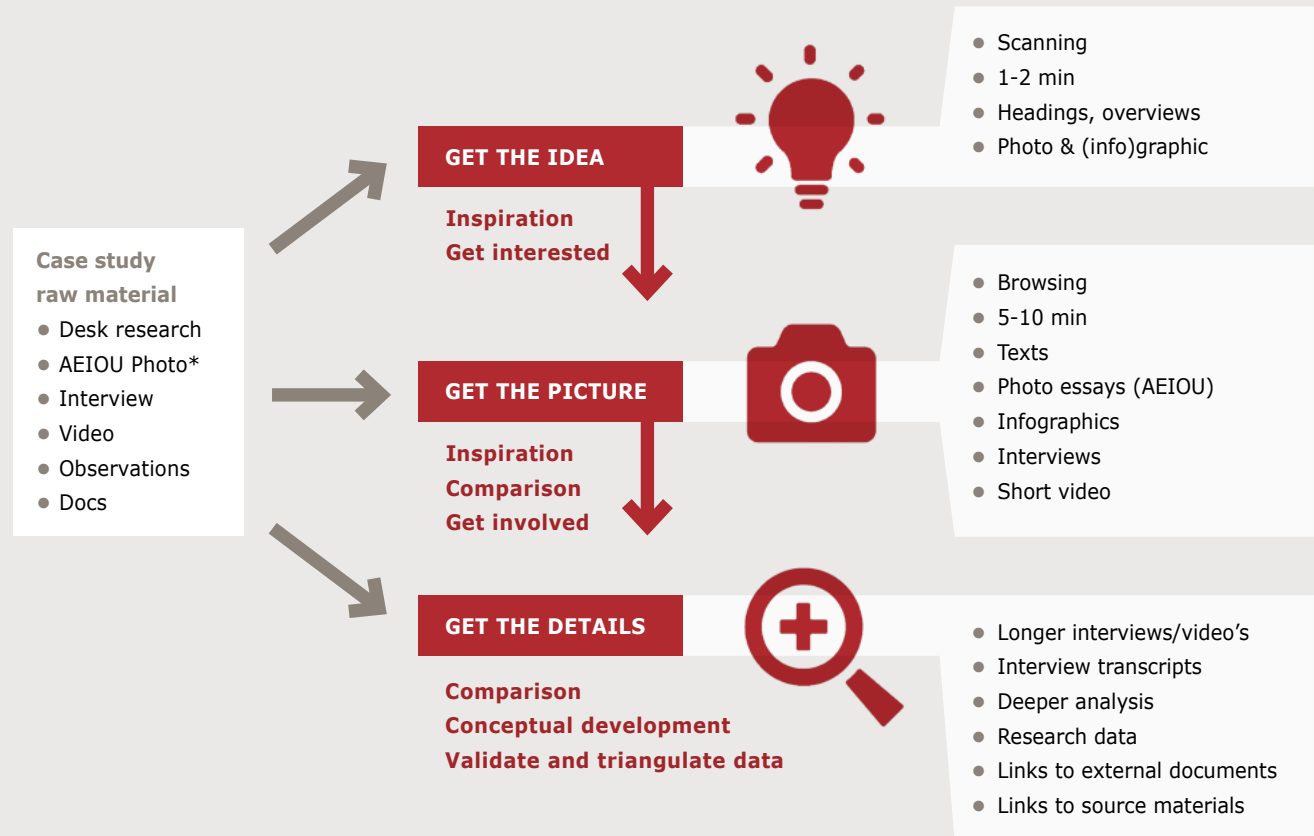 Case study
raw material
● Desk research
● AEIOU Photo*
● Interview
● Video
● Observations
● Docs
GET THE IDEA
Inspiration
Get interested
● Scanning
● 1-2 min
● Headings, overviews
● Photo & (info)graphic
GET THE PICTURE
Inspiration
Comparison
Get involved
● Browsing
● 5-10 min
● Texts
● Photo essays (AEIOU)
● Infographics
● Interviews
● Short video
GET THE DETAILS
Comparison
Conceptual development
Validate and triangulate data
● Longer interviews/video’s
● Interview transcripts
● Deeper analysis
● Research data
● Links to external documents
● Links to source materials